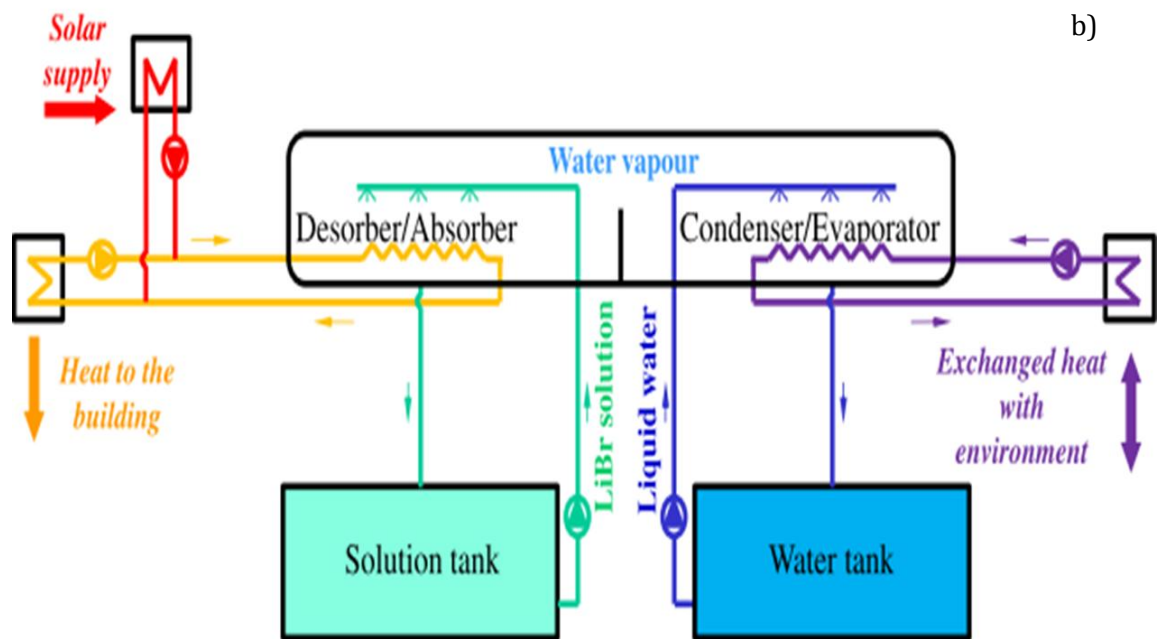 b)
Solar
supply
Water vapour
Desorber/Absorber
Condenser/Evaporator
Heat to the
building
LiBr solution
Liquid water
Exchanged heat
with
environment
Solution tank
Water tank